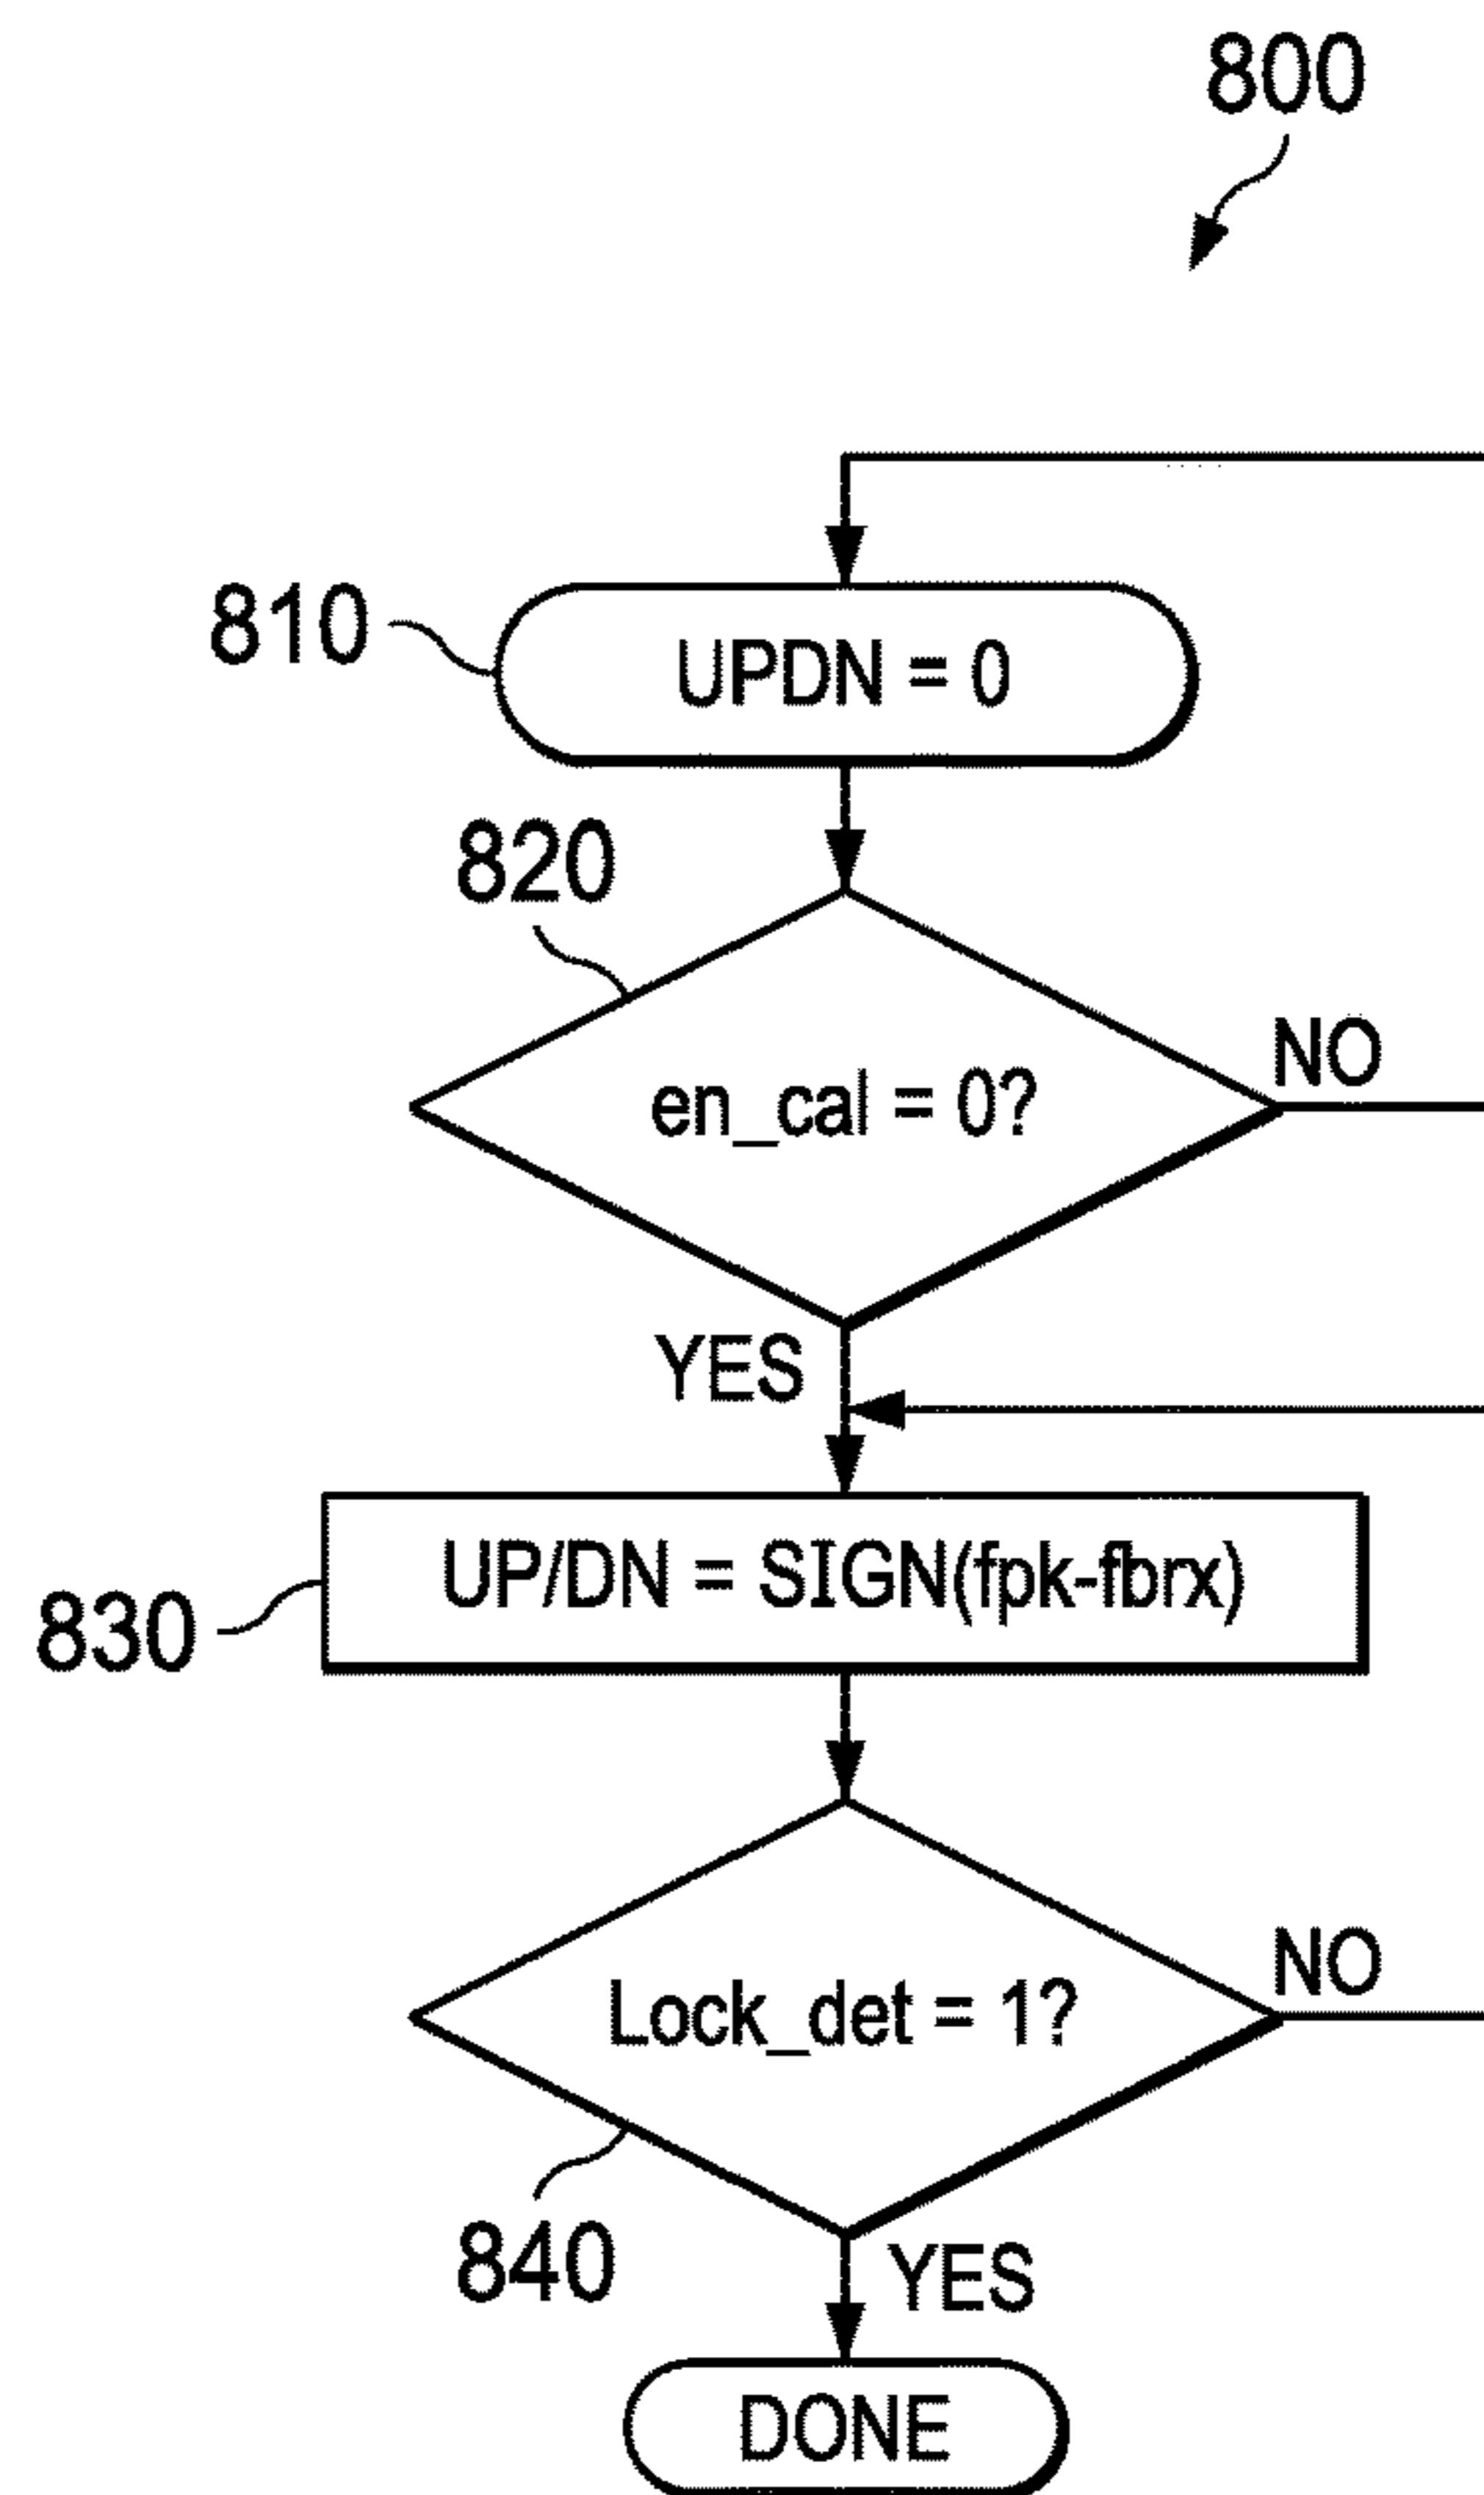 800
810
UPDN = 0
820
en_cal = 0?
NO
YES
830
UP/DN = SIGN(fpk-fbrx)
Lock_det = 1?
NO
840
YES
DONE